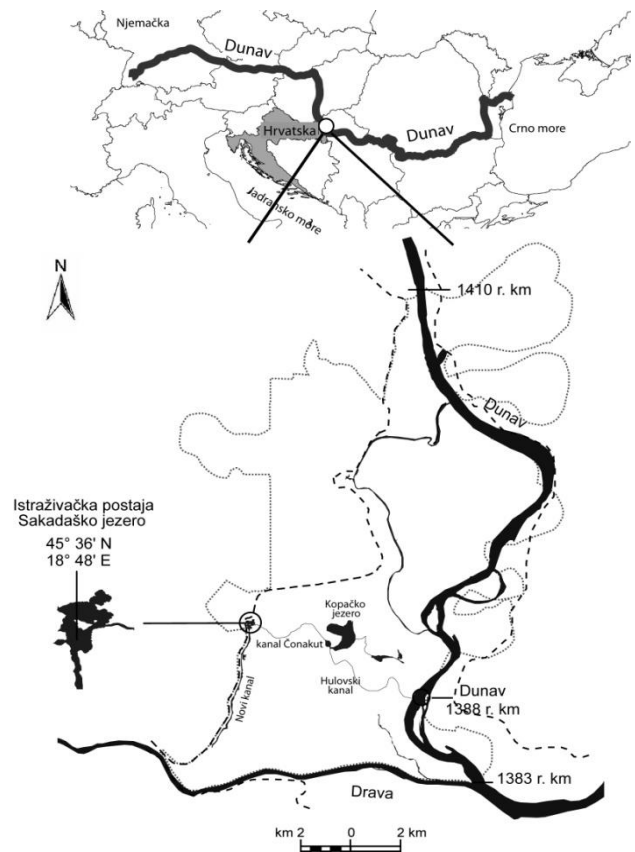 Njemačka
Dunav
Hrvatska
Dunav
Crno more
Jadransko more
N
1410 r. km
Dunav
Istraživačka postaja
Sakadaško jezero
45° 36' N
18° 48' E
Kopačko
jezero
kanal Čonakut
Hulovski
kanal
Novi kanal
Dunav
1388 r. km
1383 r. km
Drava
km 2 0 2 km